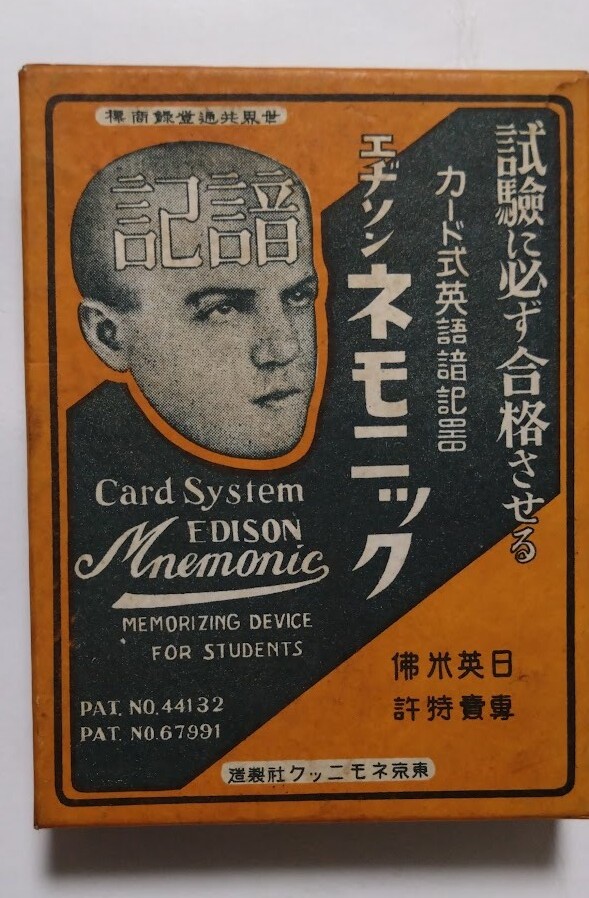 世界共通登録商標
試驗に必ず合格させる
カード式英語諳記器
エヂソン ネモニック
諳記
Card System
EDISON
Mnemonic
MEMORIZING DEVICE
FOR STUDENTS
PAT. NO. 44132
PAT. NO. 67991
日英米佛
專賣特許
東京ネモニック社製造